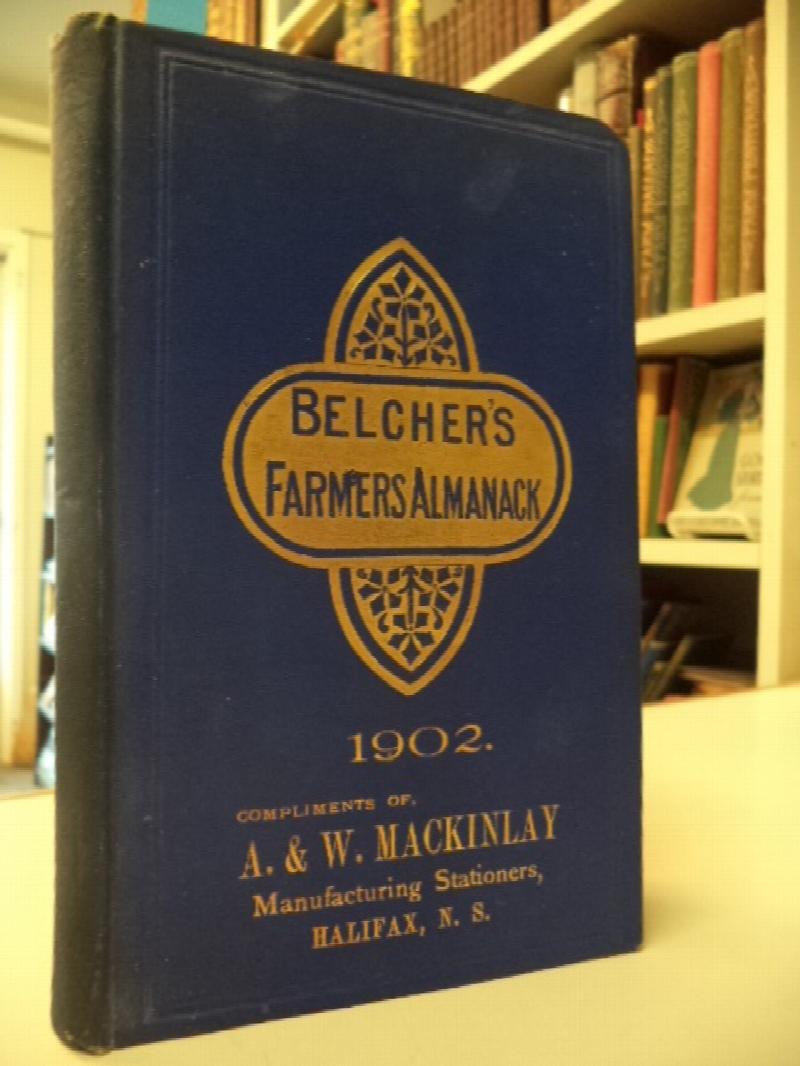 BELCHER'S
FARMERS ALMANACK
1902.
COMPLIMENTS OF.
A. & W. MACKINLAY
Manufacturing Stationers,
HALIFAX, N. S.